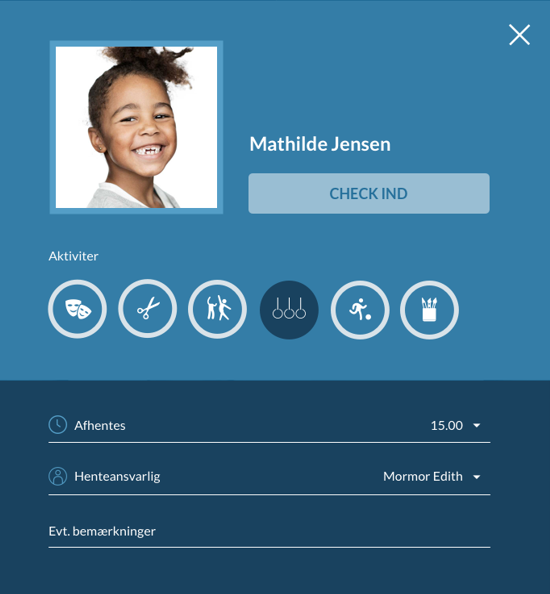 Mathilde Jensen
CHECK IND
Aktiviter
Afhentes 15.00
Henteansvarlig Mormor Edith
Evt. bemærkninger